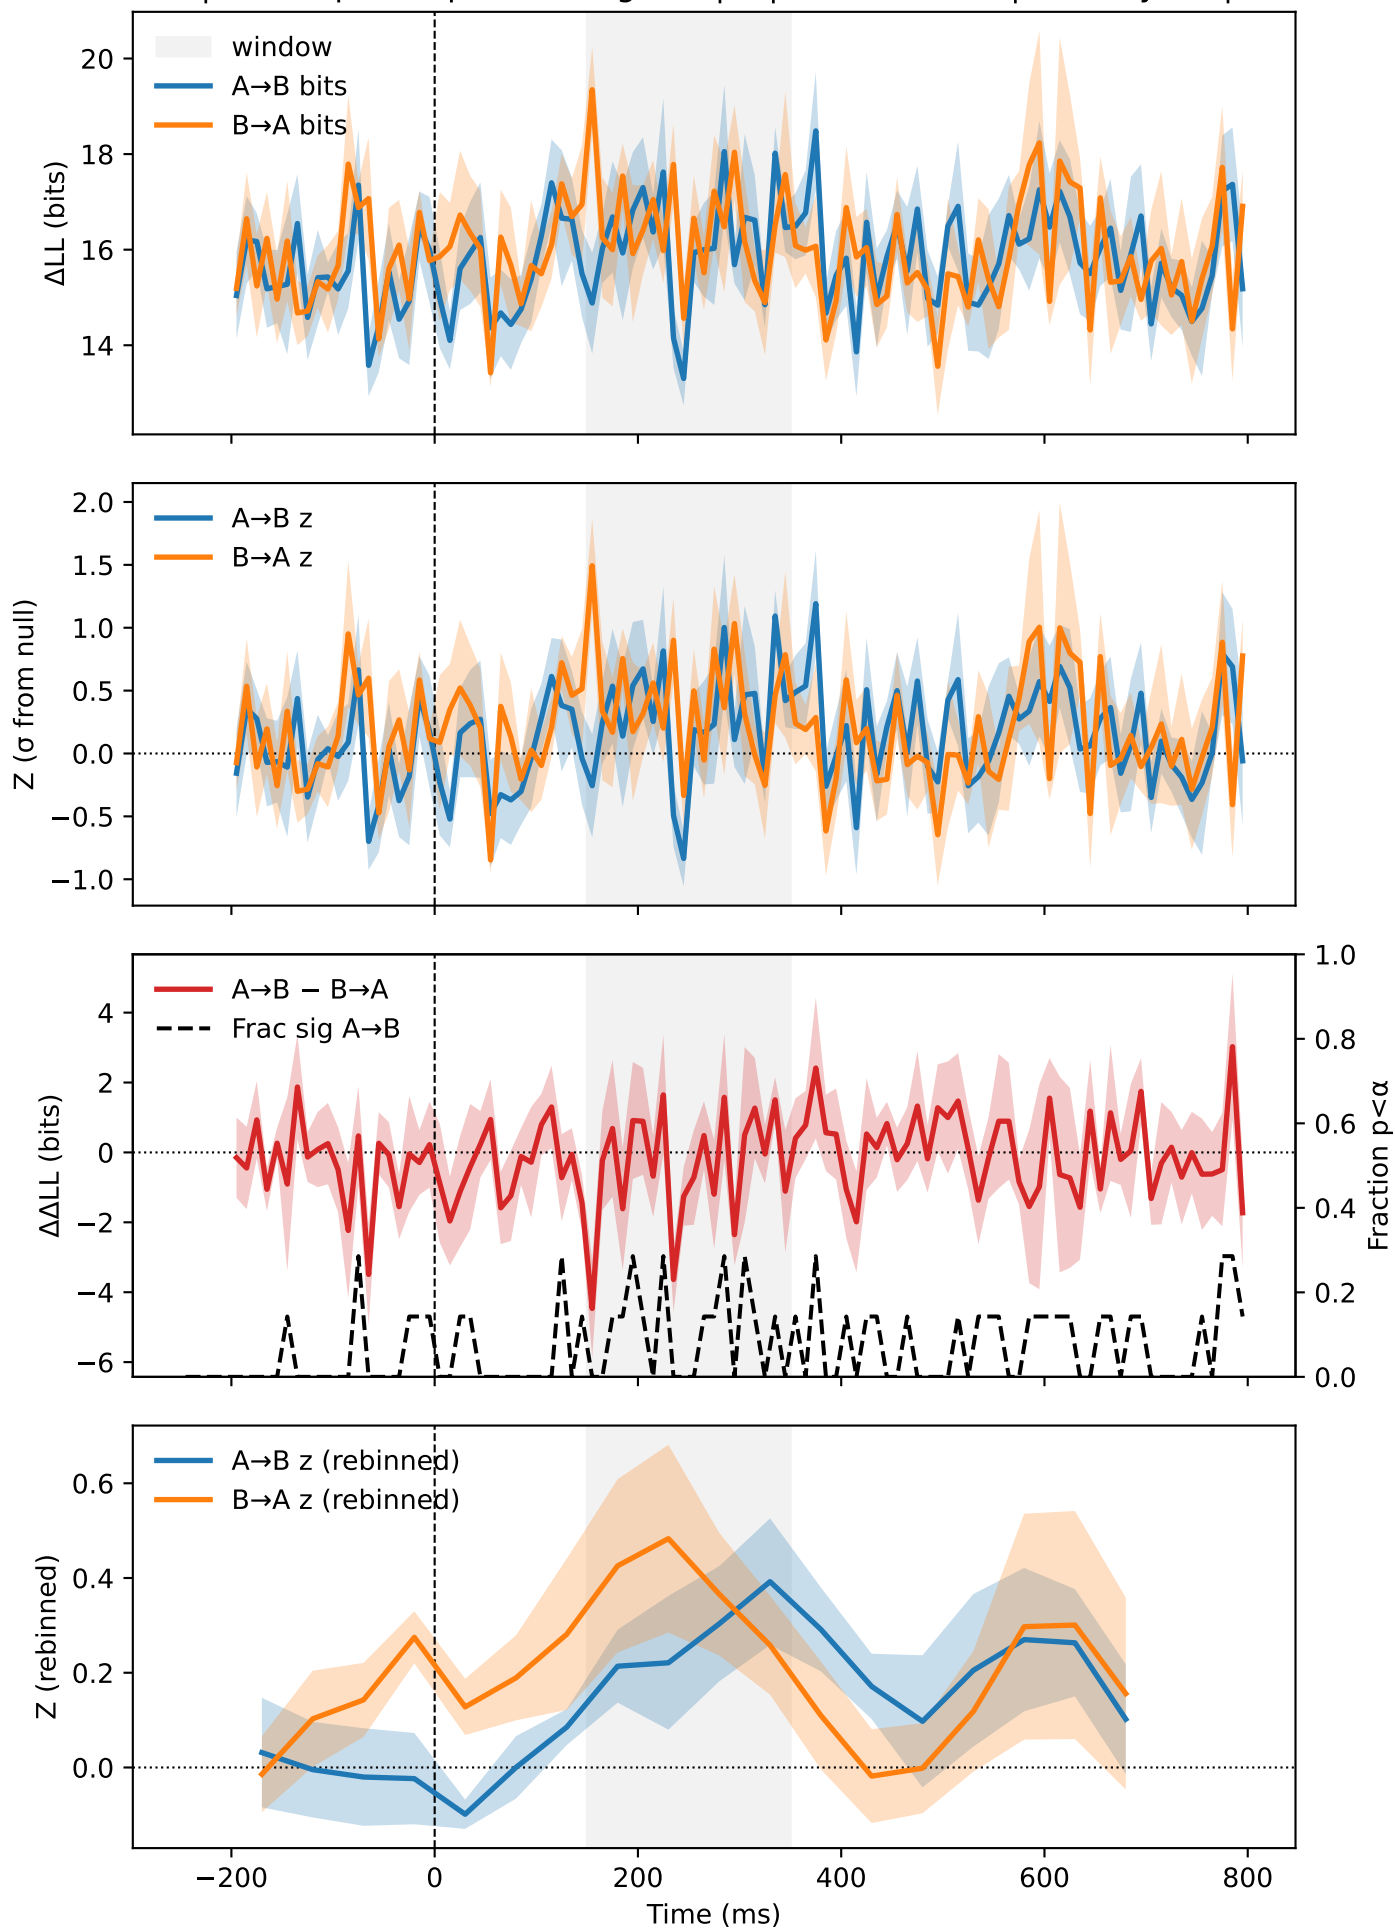 window
A→B bits
B→A bits
ΔLL (bits)
20
18
16
14
A→B z
B→A z
Z (σ from null)
2.0
1.5
1.0
0.5
0.0
−0.5
−1.0
A→B − B→A
Frac sig A→B
ΔΔLL (bits)
4
2
0
−2
−4
−6
1.0
0.8
0.6
0.4
0.2
0.0
Fraction p<α
A→B z (rebinned)
B→A z (rebinned)
Z (rebinned)
0.6
0.4
0.2
0.0
−200
0
200
400
600
800
Time (ms)